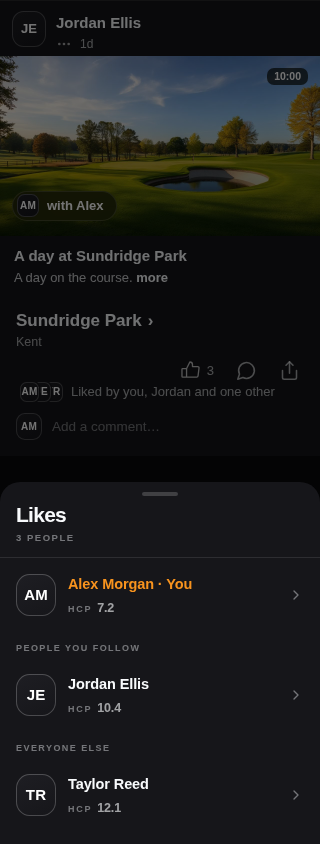 JE
Jordan Ellis
••• 1d
10:00
AM with Alex
A day at Sundridge Park
A day on the course. more
Sundridge Park ›
Kent
3
AM E R Liked by you, Jordan and one other
AM Add a comment...
Likes
3 PEOPLE
AM
Alex Morgan · You
HCP 7.2
PEOPLE YOU FOLLOW
JE
Jordan Ellis
HCP 10.4
EVERYONE ELSE
TR
Taylor Reed
HCP 12.1